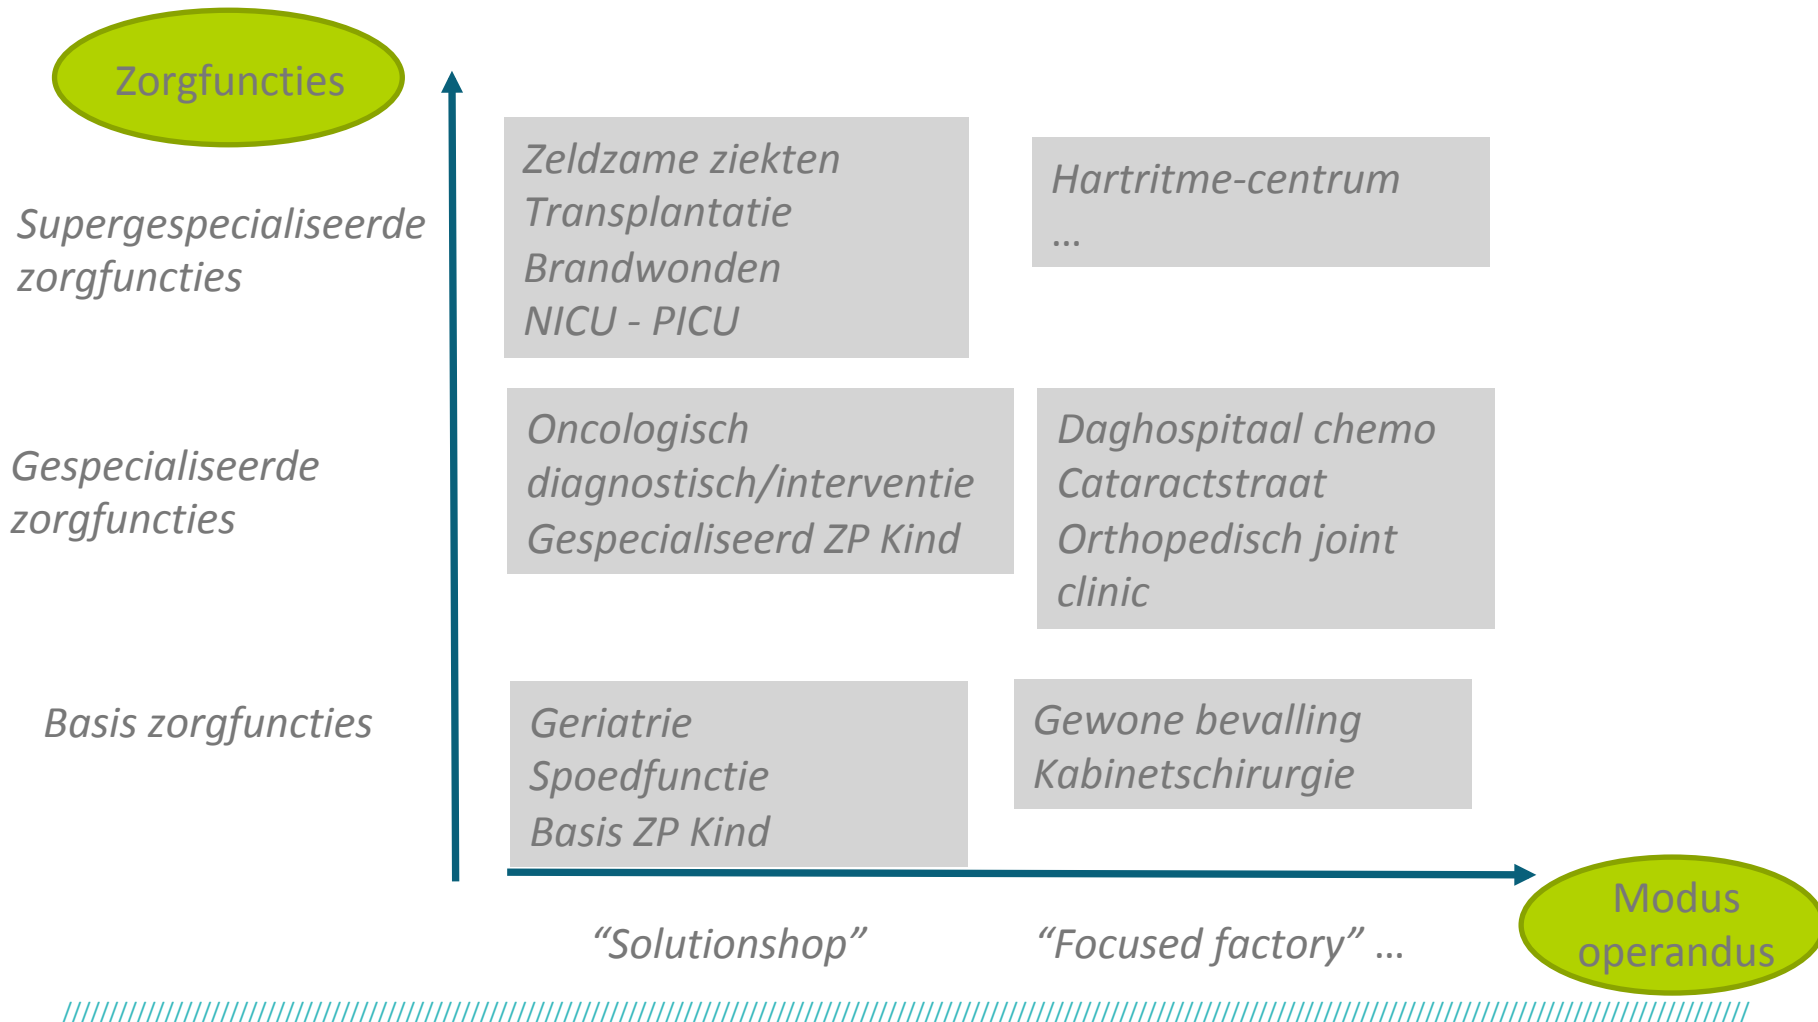 Zorgfuncties
Zeldzame ziekten
Transplantatie
Brandwonden
NICU - PICU
Hartritme-centrum
...
Supergespecialiseerde
zorgfuncties
Oncologisch
diagnostisch/interventie
Gespecialiseerd ZP Kind
Daghospitaal chemo
Cataractstraat
Orthopedisch joint
clinic
Gespecialiseerde
zorgfuncties
Basis zorgfuncties
Geriatrie
Spoedfunctie
Basis ZP Kind
Gewone bevalling
Kabinetschirurgie
“Solutionshop”
“Focused factory” ...
Modus
operandus